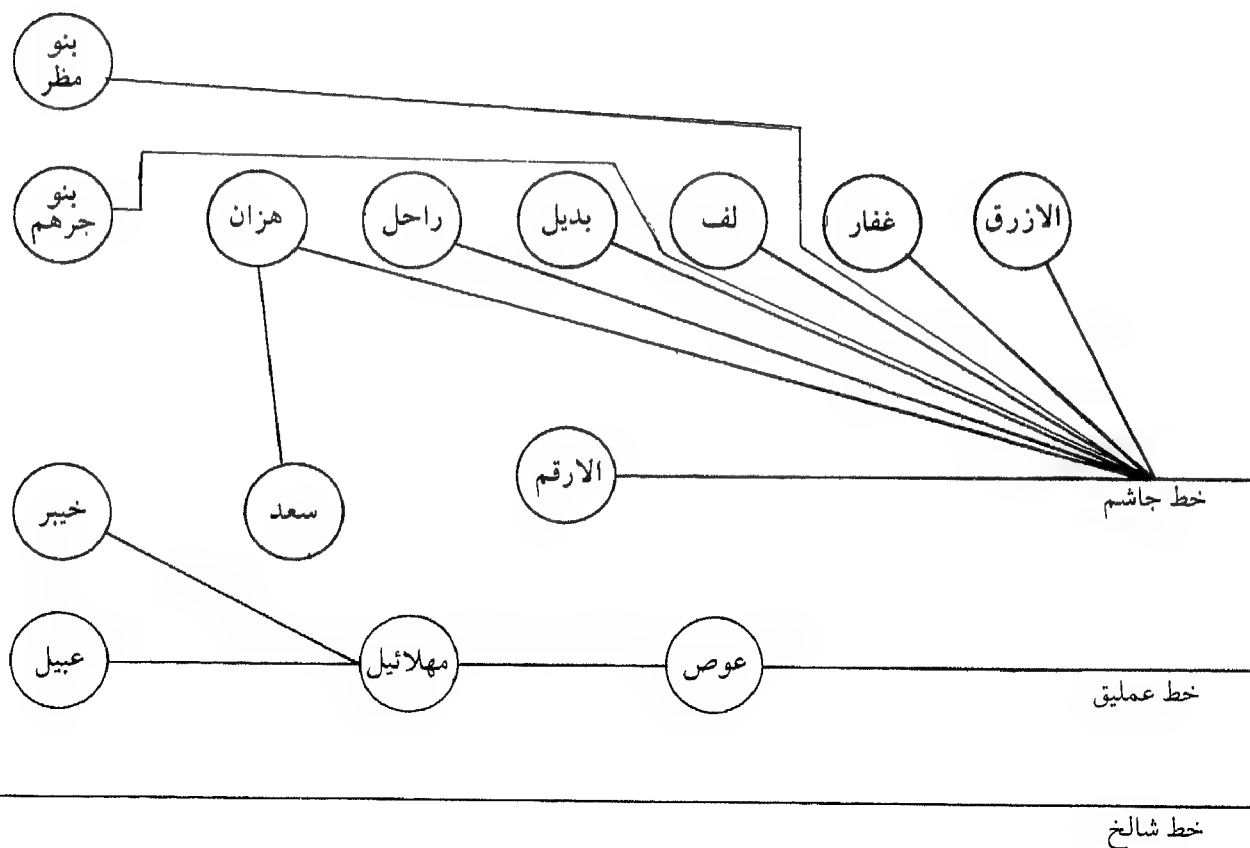 بنو
مظر
الازرق
غفار
لف
بديل
راحل
هزان
بنو
جرهم
الارقم
خط جاشم
سعد
خيبر
عوص
مهلائيل
عبيل
خط عمليق
خط شالخ